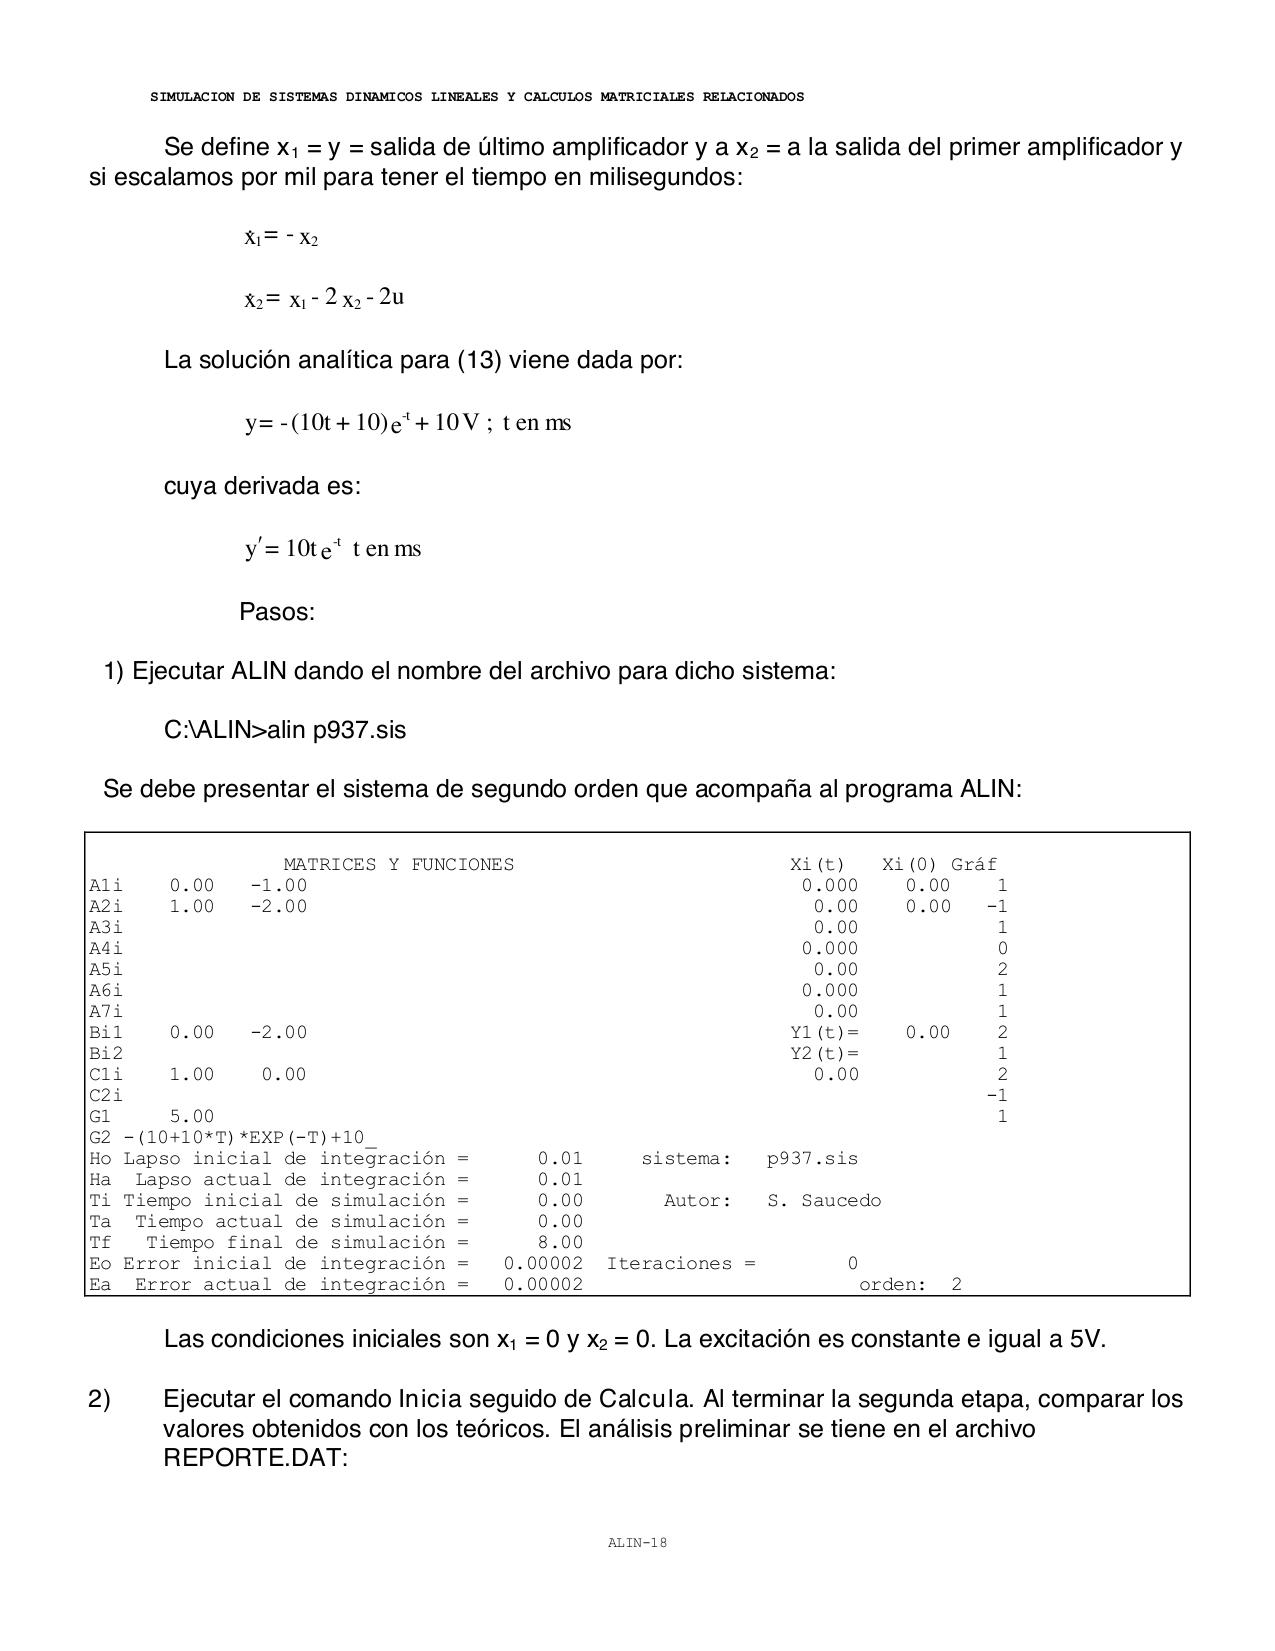 SIMULACION DE SISTEMAS DINAMICOS LINEALES Y CALCULOS MATRICIALES RELACIONADOS
Se define x₁ = y = salida de último amplificador y a x₂ = a la salida del primer amplificador y
si escalamos por mil para tener el tiempo en milisegundos:
ẋ₁= - x₂
ẋ₂= x₁ - 2 x₂ - 2u
La solución analítica para (13) viene dada por:
y= -(10t + 10)e⁻ᵗ + 10V ; t en ms
cuya derivada es:
y′= 10t e⁻ᵗ t en ms
Pasos:
1) Ejecutar ALIN dando el nombre del archivo para dicho sistema:
C:\ALIN>alin p937.sis
Se debe presentar el sistema de segundo orden que acompaña al programa ALIN:
MATRICES Y FUNCIONES Xi(t) Xi(0) Gráf
A1i 0.00 -1.00 0.000 0.00 1
A2i 1.00 -2.00 0.00 0.00 -1
A3i 0.00 1
A4i 0.000 0
A5i 0.00 2
A6i 0.000 1
A7i 0.00 1
Bi1 0.00 -2.00 Y1(t)= 0.00 2
Bi2 Y2(t)= 1
C1i 1.00 0.00 0.00 2
C2i -1
G1 5.00 1
G2 -(10+10*T)*EXP(-T)+10_
Ho Lapso inicial de integración = 0.01 sistema: p937.sis
Ha Lapso actual de integración = 0.01
Ti Tiempo inicial de simulación = 0.00 Autor: S. Saucedo
Ta Tiempo actual de simulación = 0.00
Tf Tiempo final de simulación = 8.00
Eo Error inicial de integración = 0.00002 Iteraciones = 0
Ea Error actual de integración = 0.00002 orden: 2
Las condiciones iniciales son x₁ = 0 y x₂ = 0. La excitación es constante e igual a 5V.
2) Ejecutar el comando Inicia seguido de Calcula. Al terminar la segunda etapa, comparar los
valores obtenidos con los teóricos. El análisis preliminar se tiene en el archivo
REPORTE.DAT:
ALIN-18